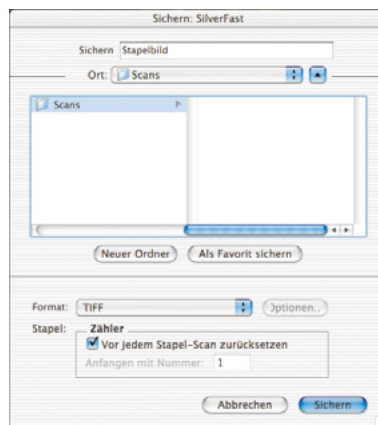 Sichern: SilverFast
Sichern Stapelbild
Ort: Scans
Scans
Neuer Ordner Als Favorit sichern
Format: TIFF Optionen...
Stapel: Zähler
Vor jedem Stapel-Scan zurücksetzen
Anfangen mit Nummer: 1
Abbrechen Sichern